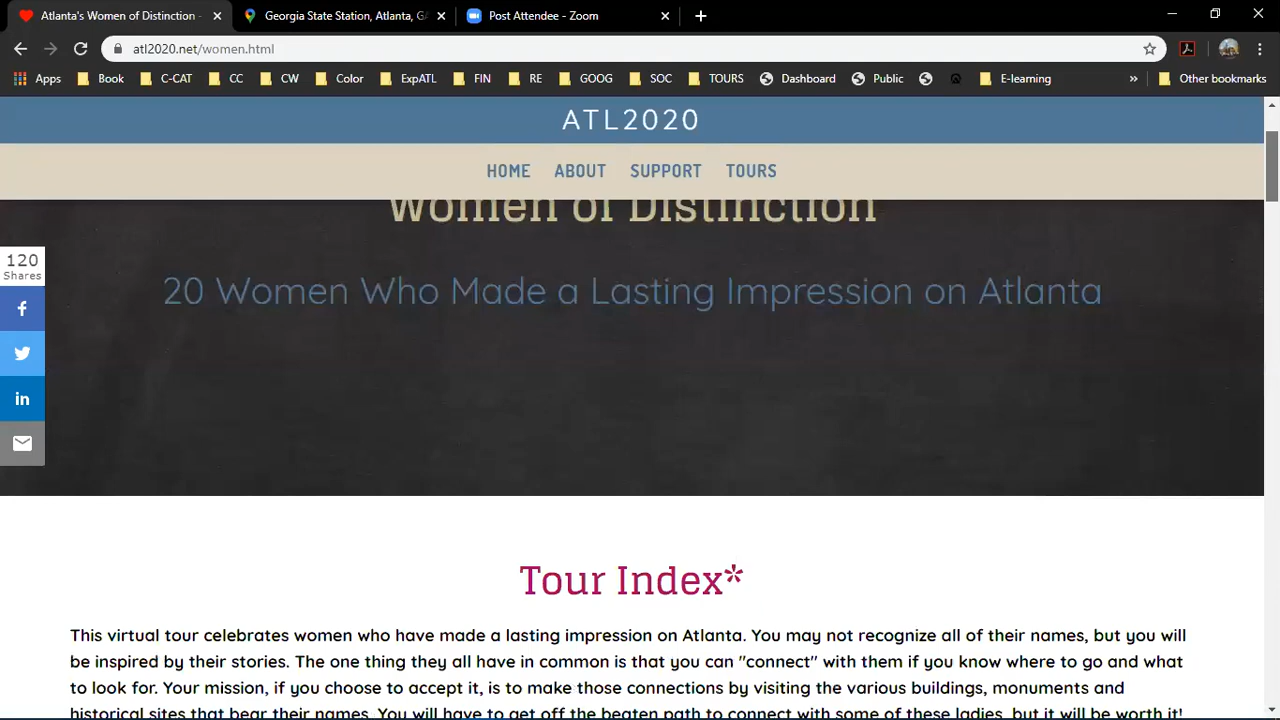 Atlanta's Women of Distinction -
Georgia State Station, Atlanta, GA
Post Attendee - Zoom
atl2020.net/women.html
Apps Book C-CAT CC CW Color ExpATL FIN RE GOOG SOC TOURS Dashboard Public E-learning » Other bookmarks
ATL2020
HOME ABOUT SUPPORT TOURS
Women of Distinction
20 Women Who Made a Lasting Impression on Atlanta
120
Shares
Tour Index*
This virtual tour celebrates women who have made a lasting impression on Atlanta. You may not recognize all of their names, but you will
be inspired by their stories. The one thing they all have in common is that you can "connect" with them if you know where to go and what
to look for. Your mission, if you choose to accept it, is to make those connections by visiting the various buildings, monuments and
historical sites that bear their names. You will have to get off the beaten path to connect with some of these ladies, but it will be worth it!